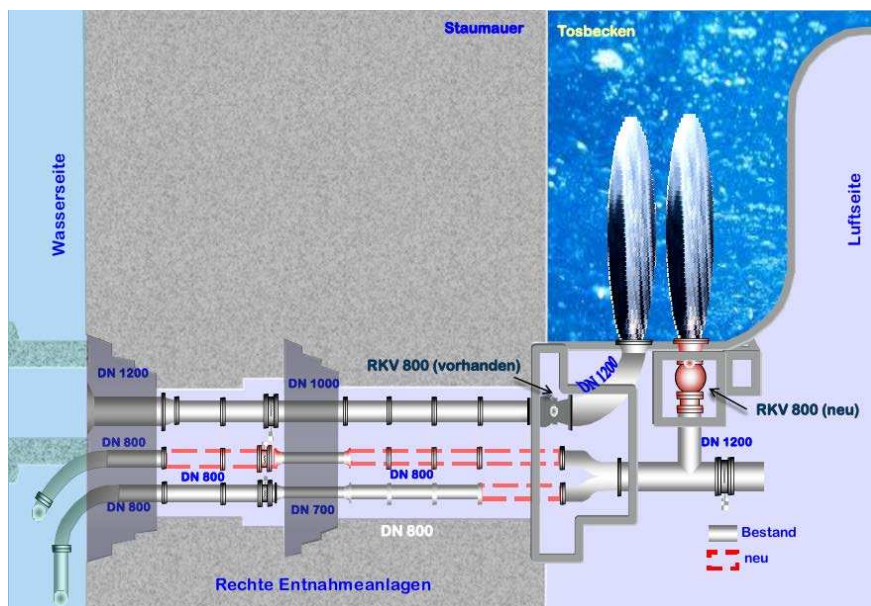 Staumauer
Tosbecken
Wasserseite
Luftseite
DN 1200
DN 1000
RKV 800 (vorhanden)
DN 1200
RKV 800 (neu)
DN 800
DN 1200
DN 800
DN 800
DN 800
DN 700
DN 800
Bestand
neu
Rechte Entnahmeanlagen